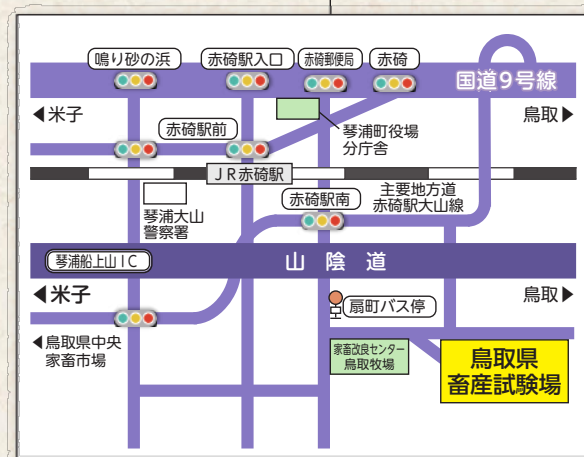 鳴り砂の浜
赤碕駅入口
赤碕郵便局
赤碕
国道9号線
◀米子
赤碕駅前
琴浦町役場
分庁舎
鳥取▶
JR赤碕駅
琴浦大山
警察署
赤碕駅南
主要地方道
赤碕駅大山線
琴浦船上山IC
山陰道
◀米子
鳥取▶
扇町バス停
◀鳥取県中央
家畜市場
家畜改良センター
鳥取牧場
鳥取県
畜産試験場